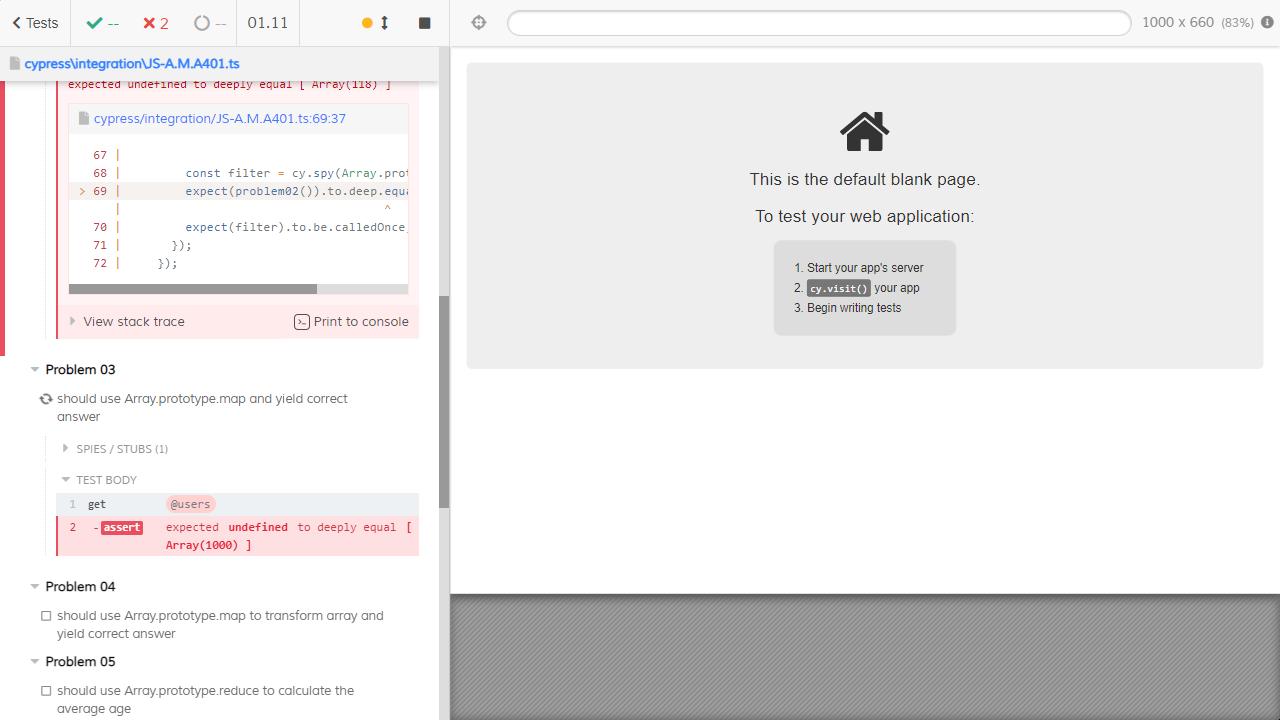 Tests
--
2
--
01.11
1000 x 660 (83%)
cypress\integration\JS-A.M.A401.ts
expected undefined to deeply equal [ Array(118) ]
cypress/integration/JS-A.M.A401.ts:69:37
67 |
68 | const filter = cy.spy(Array.prot
> 69 | expect(problem02()).to.deep.equa
| ^
70 | expect(filter).to.be.calledOnce
71 | });
72 | });
View stack trace
Print to console
Problem 03
should use Array.prototype.map and yield correct
answer
SPIES / STUBS (1)
TEST BODY
1 get @users
2 -assert expected undefined to deeply equal [
Array(1000) ]
Problem 04
should use Array.prototype.map to transform array and
yield correct answer
Problem 05
should use Array.prototype.reduce to calculate the
average age
This is the default blank page.
To test your web application:
1. Start your app's server
2. cy.visit() your app
3. Begin writing tests